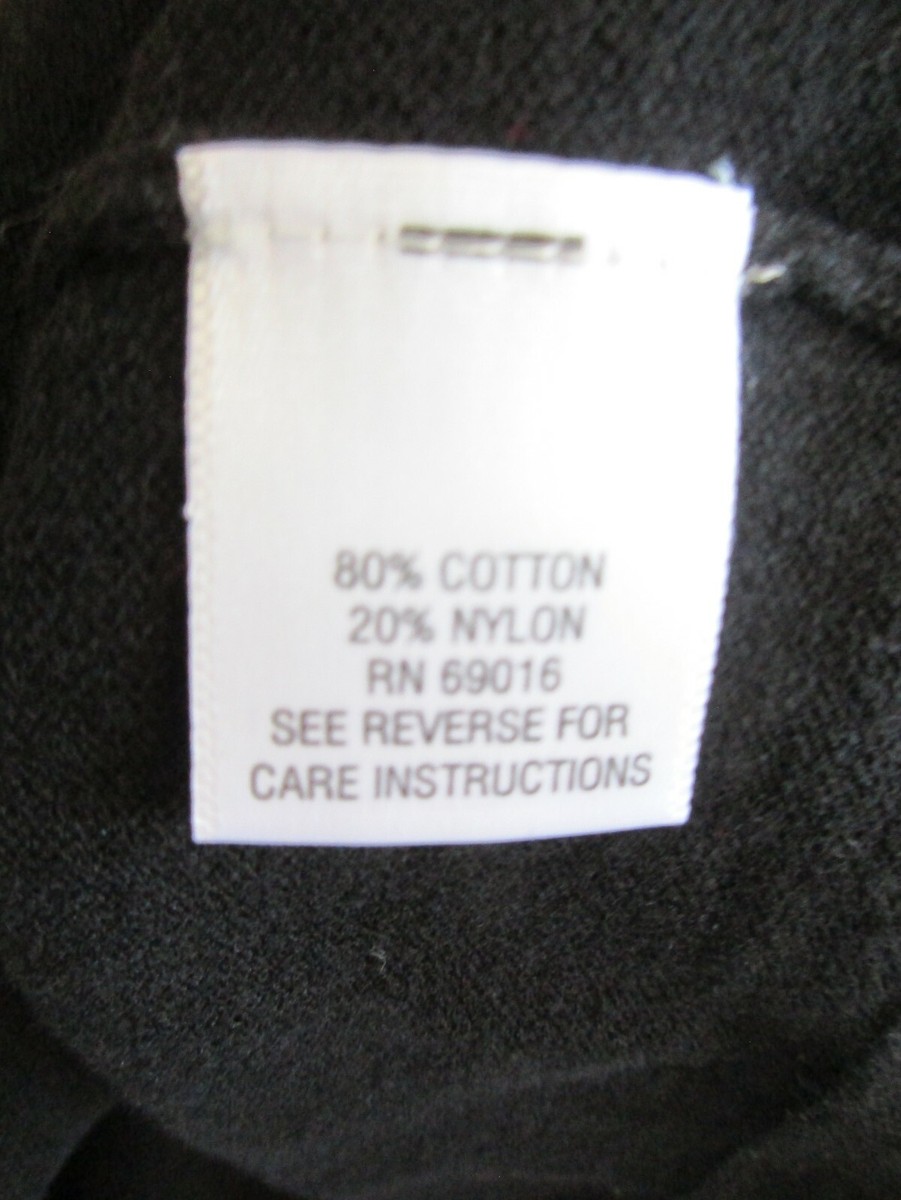 80% COTTON
20% NYLON
RN 69016
SEE REVERSE FOR
CARE INSTRUCTIONS